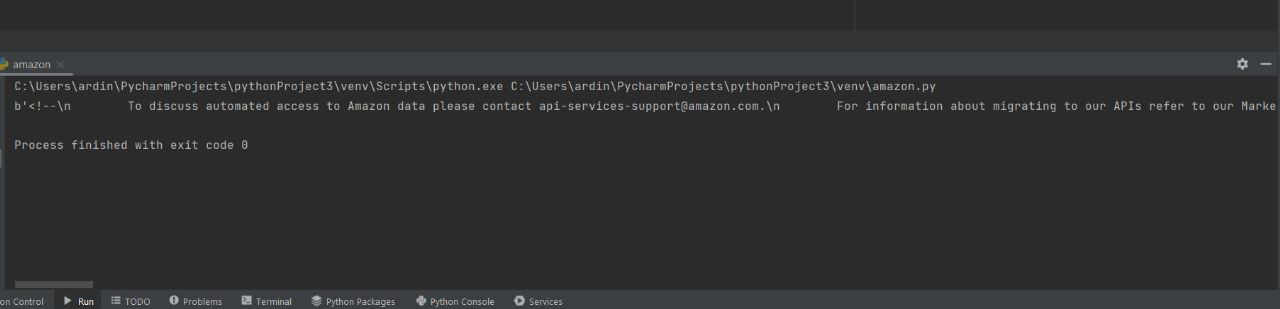 amazon
C:\Users\ardin\PycharmProjects\pythonProject3\venv\Scripts\python.exe C:\Users\ardin\PycharmProjects\pythonProject3\venv\amazon.py
b'<!--\n        To discuss automated access to Amazon data please contact api-services-support@amazon.com.\n        For information about migrating to our APIs refer to our Marke
Process finished with exit code 0
on Control Run TODO Problems Terminal Python Packages Python Console Services